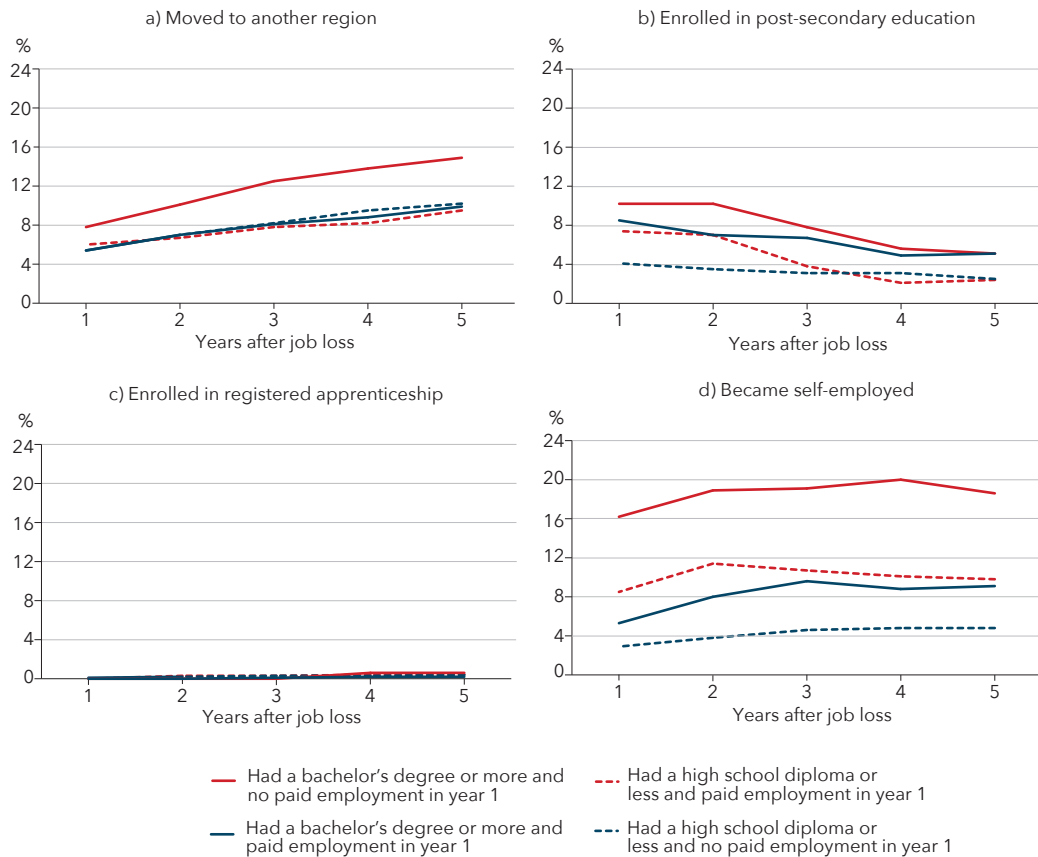 a) Moved to another region
%
24
20
16
12
8
4
0
1 2 3 4 5
Years after job loss
b) Enrolled in post-secondary education
%
24
20
16
12
8
4
0
1 2 3 4 5
Years after job loss
c) Enrolled in registered apprenticeship
%
24
20
16
12
8
4
0
1 2 3 4 5
Years after job loss
d) Became self-employed
%
24
20
16
12
8
4
0
1 2 3 4 5
Years after job loss
Had a bachelor's degree or more and
no paid employment in year 1
Had a high school diploma or
less and paid employment in year 1
Had a bachelor's degree or more and
paid employment in year 1
Had a high school diploma or
less and no paid employment in year 1